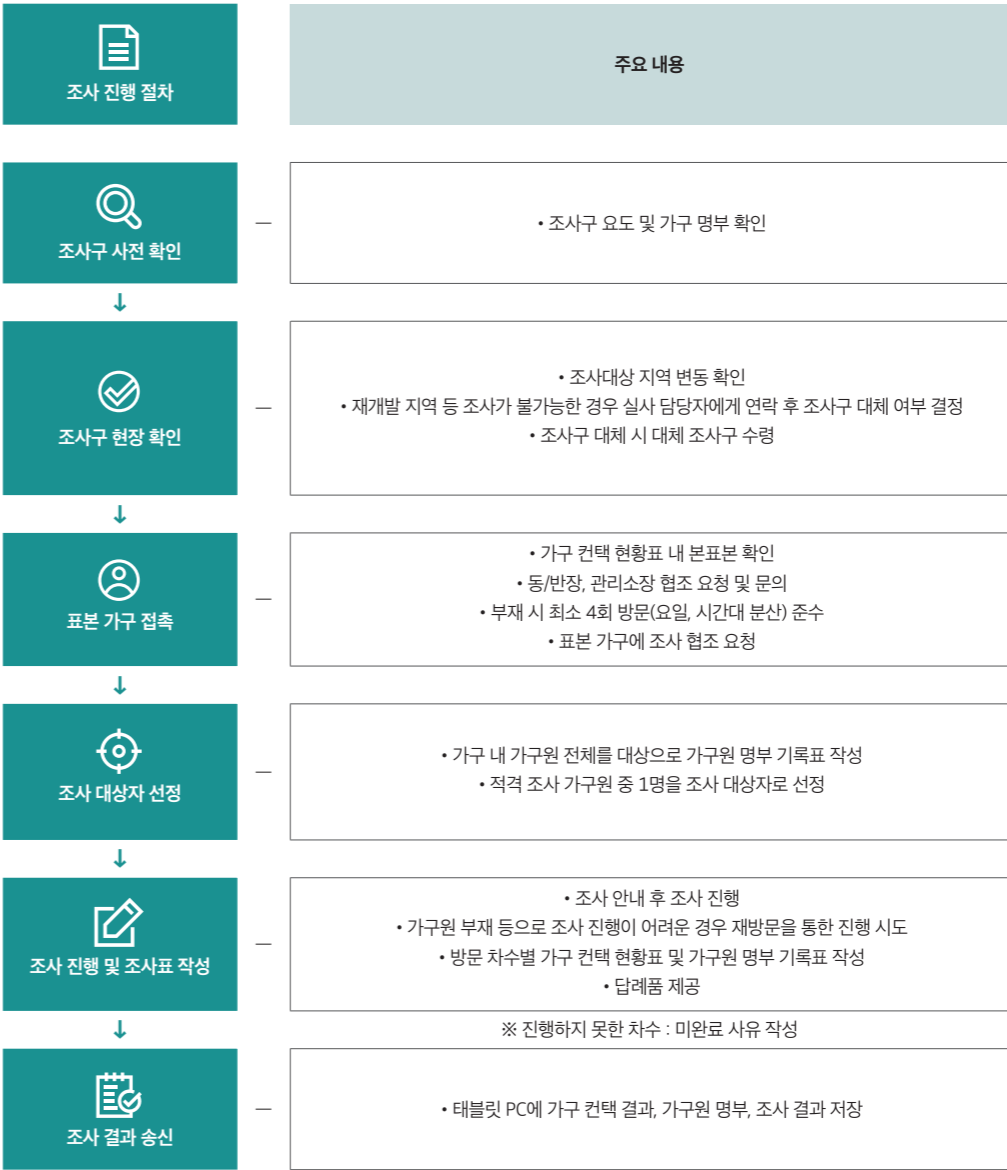 조사 진행 절차
주요 내용
조사구 사전 확인
• 조사구 요도 및 가구 명부 확인
조사구 현장 확인
• 조사대상 지역 변동 확인
• 재개발 지역 등 조사가 불가능한 경우 실사 담당자에게 연락 후 조사구 대체 여부 결정
• 조사구 대체 시 대체 조사구 수령
표본 가구 접촉
• 가구 컨택 현황표 내 본표본 확인
• 동/반장, 관리소장 협조 요청 및 문의
• 부재 시 최소 4회 방문(요일, 시간대 분산) 준수
• 표본 가구에 조사 협조 요청
조사 대상자 선정
• 가구 내 가구원 전체를 대상으로 가구원 명부 기록표 작성
• 적격 조사 가구원 중 1명을 조사 대상자로 선정
조사 진행 및 조사표 작성
• 조사 안내 후 조사 진행
• 가구원 부재 등으로 조사 진행이 어려운 경우 재방문을 통한 진행 시도
• 방문 차수별 가구 컨택 현황표 및 가구원 명부 기록표 작성
• 답례품 제공
※ 진행하지 못한 차수 : 미완료 사유 작성
조사 결과 송신
• 태블릿 PC에 가구 컨택 결과, 가구원 명부, 조사 결과 저장